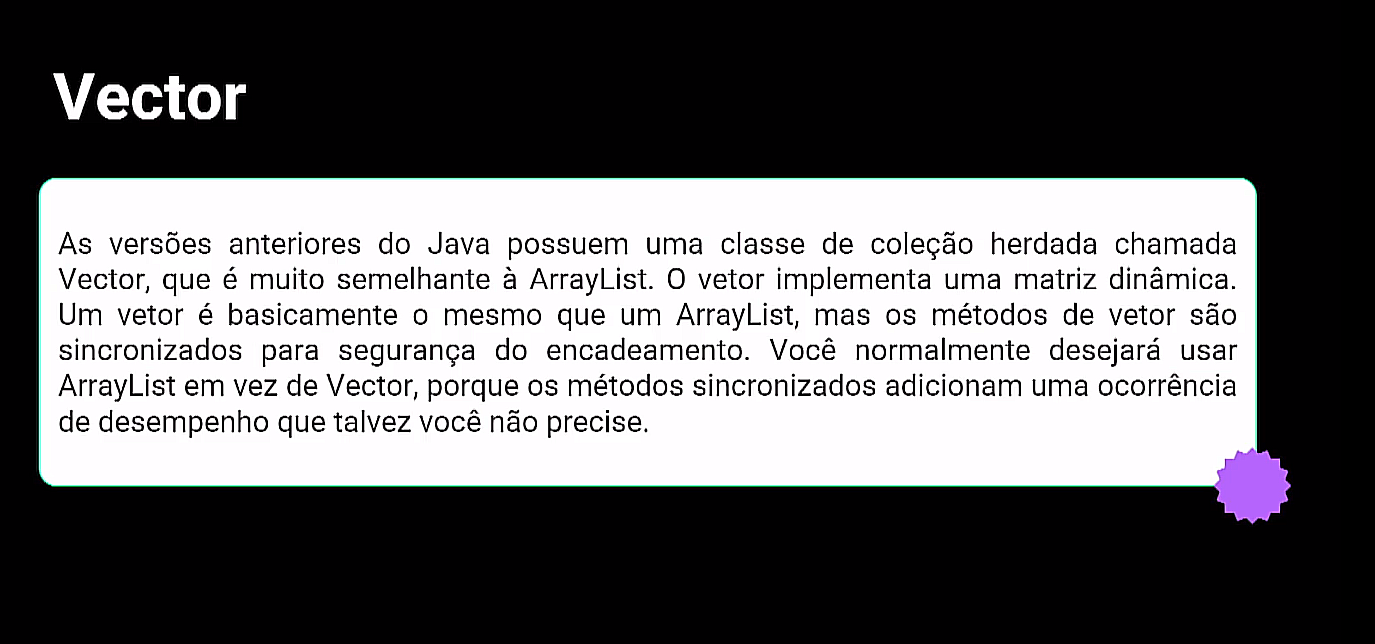 Vector
As versões anteriores do Java possuem uma classe de coleção herdada chamada
Vector, que é muito semelhante à ArrayList. O vetor implementa uma matriz dinâmica.
Um vetor é basicamente o mesmo que um ArrayList, mas os métodos de vetor são
sincronizados para segurança do encadeamento. Você normalmente desejará usar
ArrayList em vez de Vector, porque os métodos sincronizados adicionam uma ocorrência
de desempenho que talvez você não precise.